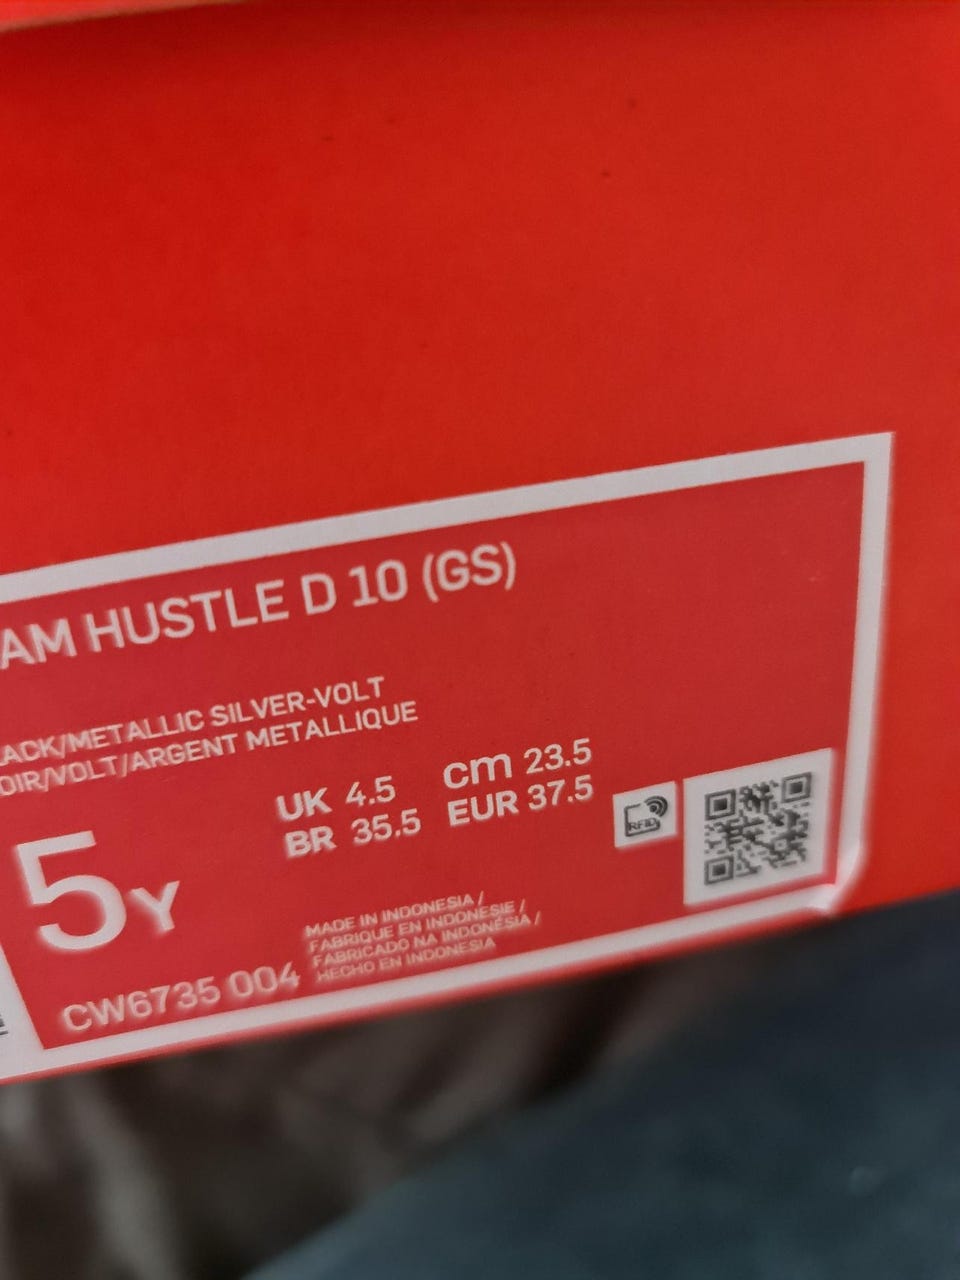 AM HUSTLE D 10 (GS)
ACK/METALLIC SILVER-VOLT
OIR/VOLT/ARGENT METALLIQUE
UK 4.5 cm 23.5
BR 35.5 EUR 37.5
RFID
5Y
MADE IN INDONESIA /
FABRIQUE EN INDONESIE /
FABRICADO NA INDONÉSIA /
HECHO EN INDONESIA
CW6735 004